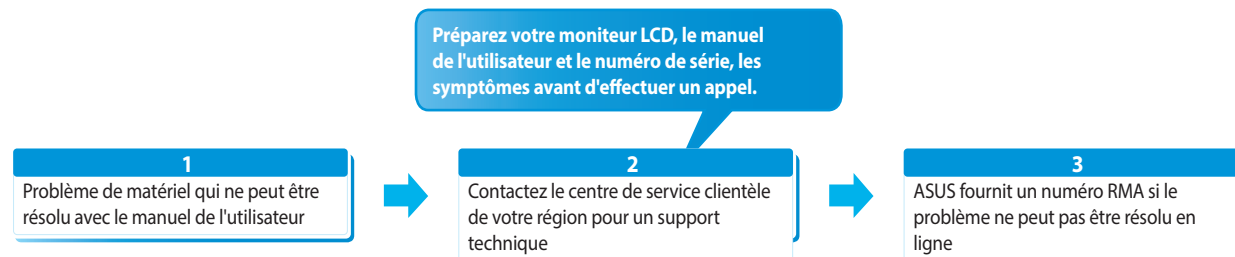 Préparez votre moniteur LCD, le manuel
de l'utilisateur et le numéro de série, les
symptômes avant d'effectuer un appel.
1
Problème de matériel qui ne peut être
résolu avec le manuel de l'utilisateur
2
Contactez le centre de service clientèle
de votre région pour un support
technique
3
ASUS fournit un numéro RMA si le
problème ne peut pas être résolu en
ligne